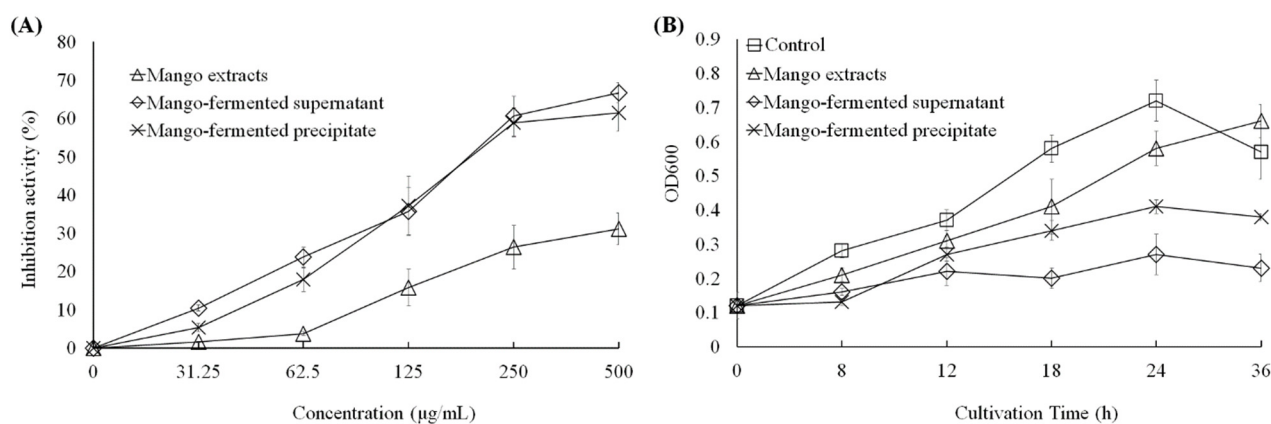 (A)
Inhibition activity (%)
80
70
60
50
40
30
20
10
0
Mango extracts
Mango-fermented supernatant
Mango-fermented precipitate
0 31.25 62.5 125 250 500
Concentration (μg/mL)
(B)
OD600
0.9
0.8
0.7
0.6
0.5
0.4
0.3
0.2
0.1
0
Control
Mango extracts
Mango-fermented supernatant
Mango-fermented precipitate
0 8 12 18 24 36
Cultivation Time (h)